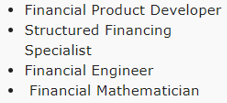 • Financial Product Developer
• Structured Financing
Specialist
• Financial Engineer
• Financial Mathematician